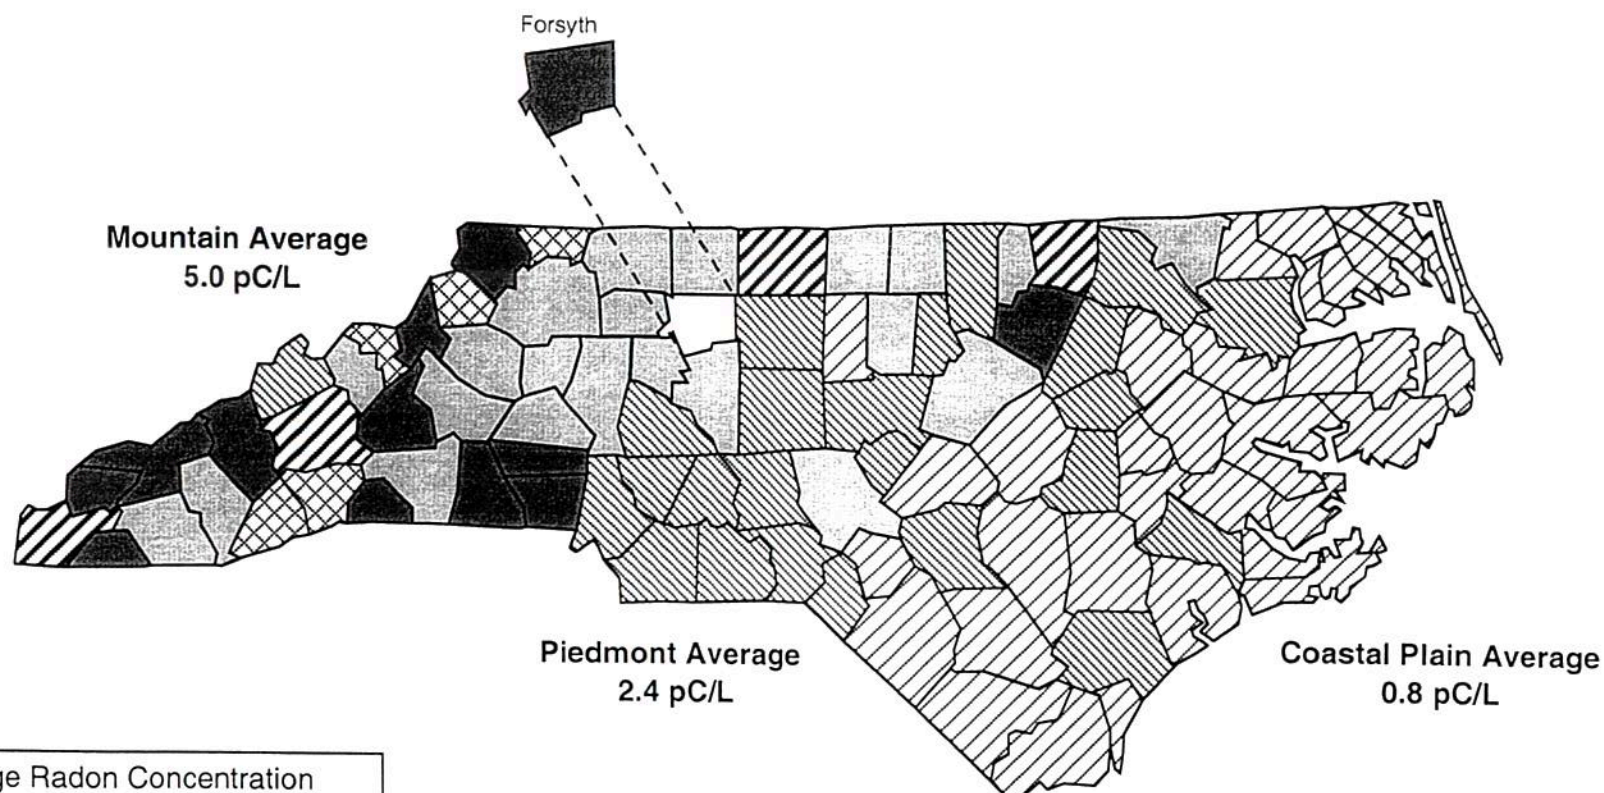 Forsyth
Mountain Average
5.0 pC/L
Piedmont Average
2.4 pC/L
Coastal Plain Average
0.8 pC/L
Radon Concentration